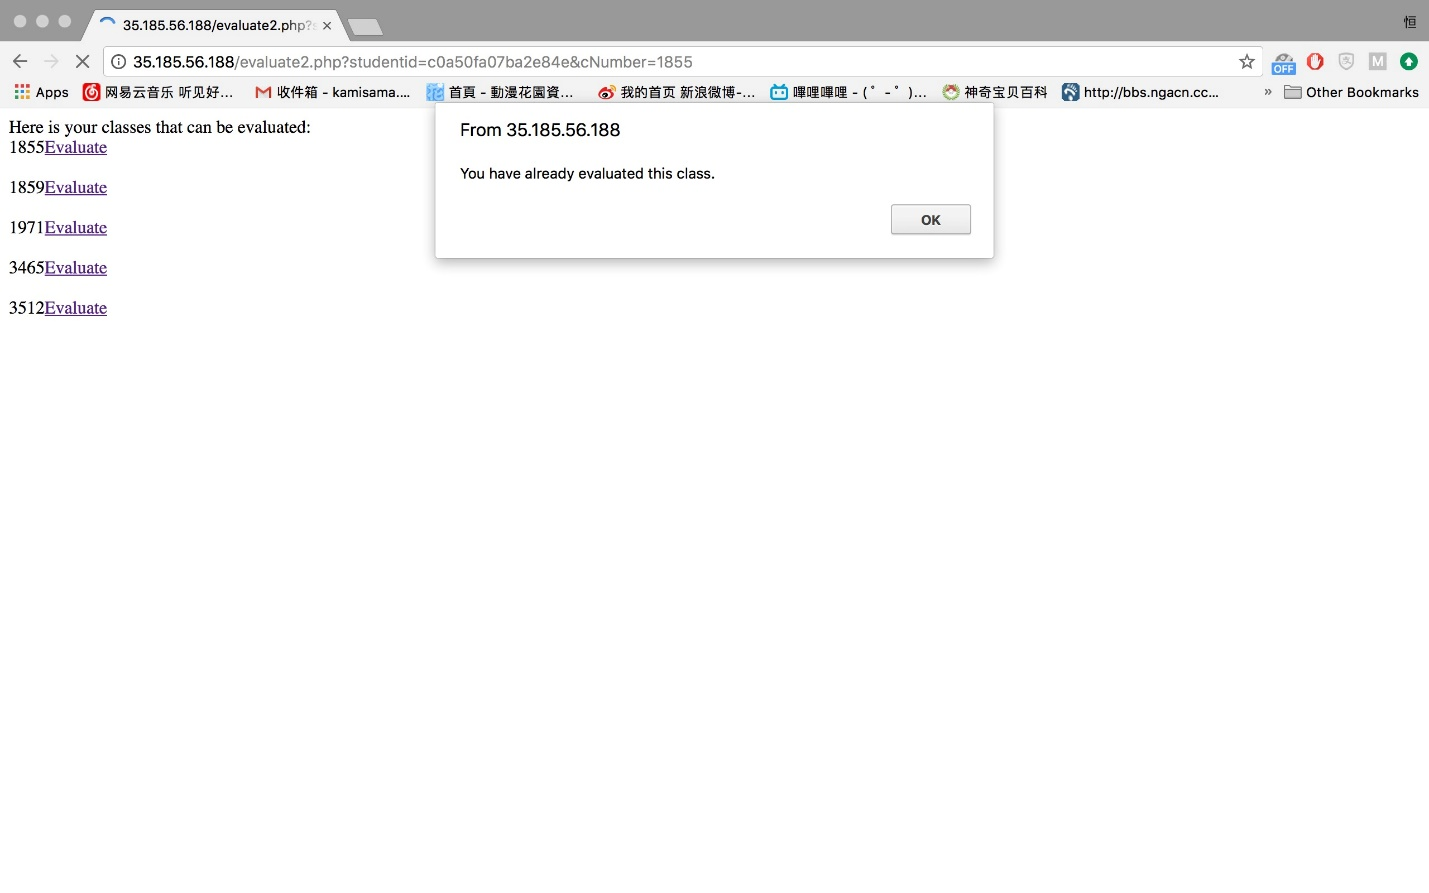 35.185.56.188/evaluate2.php?s
恒
35.185.56.188/evaluate2.php?studentid=c0a50fa07ba2e84e&cNumber=1855
OFF
M
Apps
网易云音乐 听见好...
收件箱 - kamisama....
首頁 - 動漫花園資...
我的首页 新浪微博-...
嗶哩嗶哩 - ( ゜- ゜)...
神奇宝贝百科
http://bbs.ngacn.cc...
»
Other Bookmarks
Here is your classes that can be evaluated:
1855Evaluate
1859Evaluate
1971Evaluate
3465Evaluate
3512Evaluate
From 35.185.56.188
You have already evaluated this class.
OK